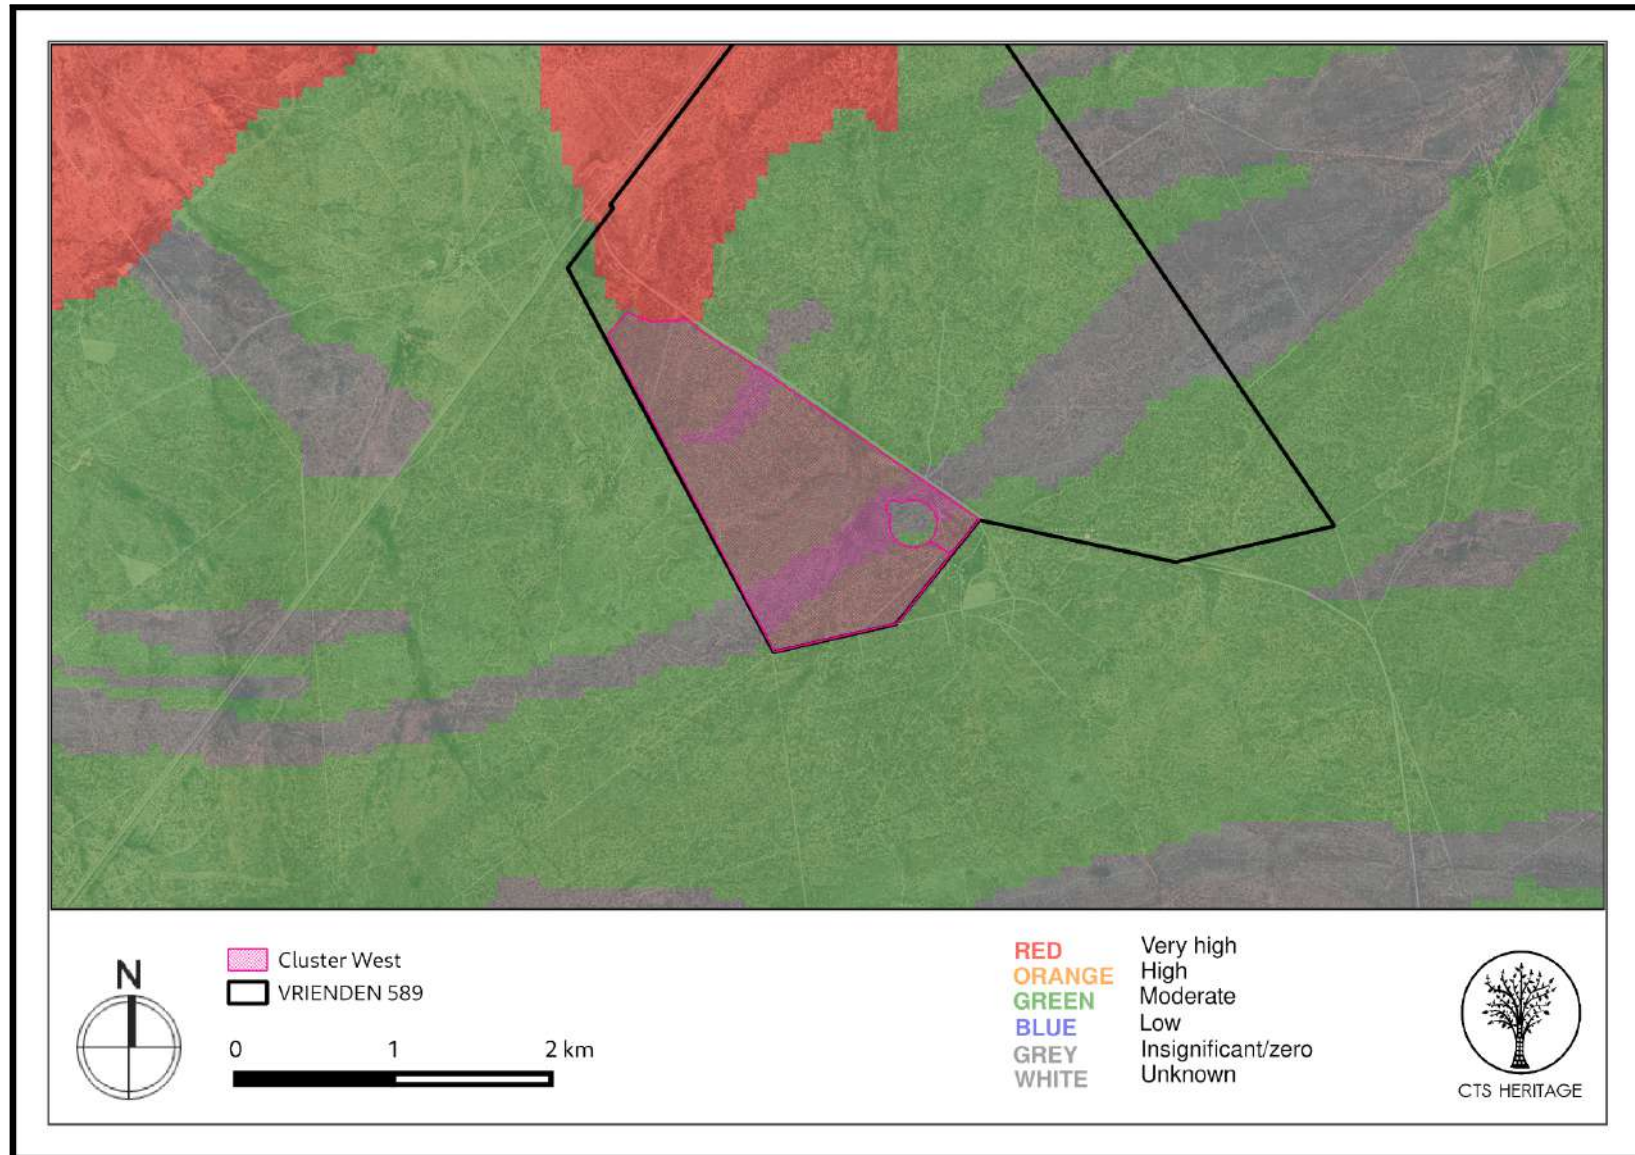 N
Cluster West
VRIENDEN 589
0 1 2 km
RED Very high
ORANGE High
GREEN Moderate
BLUE Low
GREY Insignificant/zero
WHITE Unknown
CTS HERITAGE